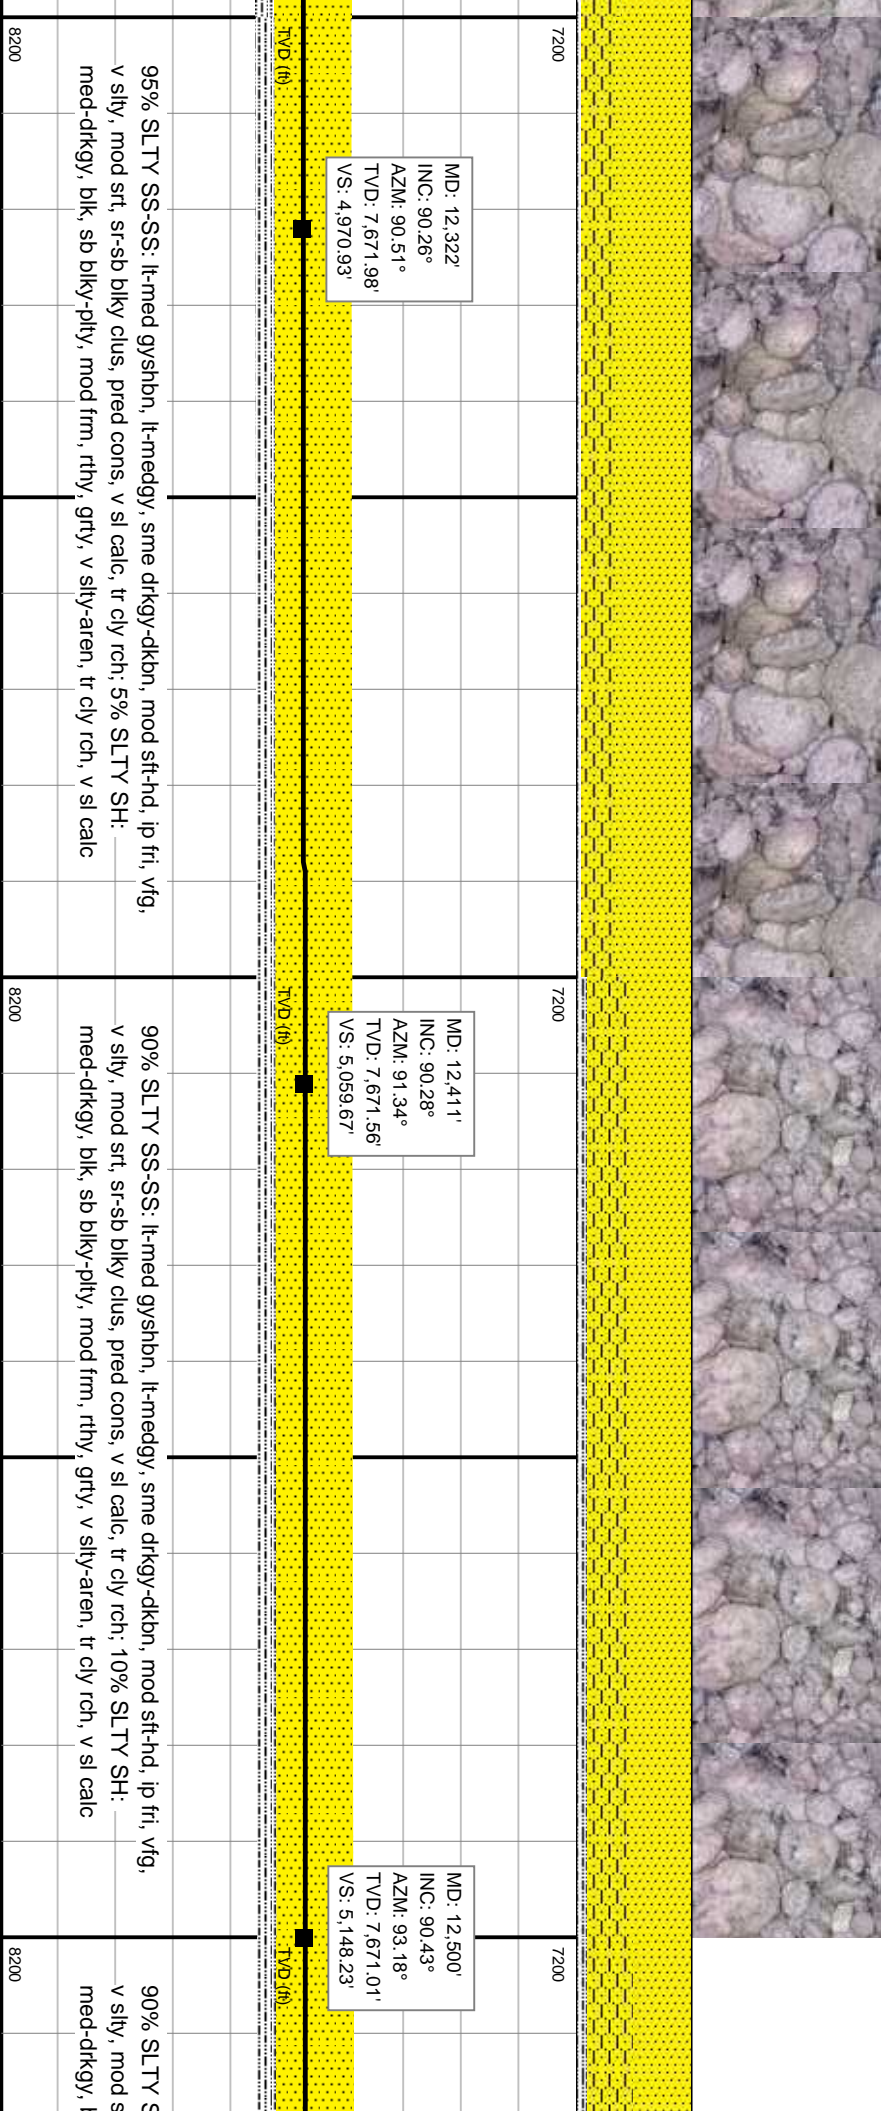 7200
8200
TVD (ft)
MD: 12,322'
INC: 90.26°
AZM: 90.51°
TVD: 7,671.98'
VS: 4,970.93'
95% SLTY SS-SS: lt-med gyshbn, lt-medgy, sme drkgy-dkbn, mod sft-hd, ip fri, vfg,
v slty, mod srt, sr-sb blky clus, pred cons, v sl calc, tr cly rch; 5% SLTY SH:
med-drkgy, blk, sb blky-plty, mod frm, rthy, grty, v slty-aren, tr cly rch, v sl calc
7200
8200
TVD (ft)
MD: 12,411'
INC: 90.28°
AZM: 91.34°
TVD: 7,671.56'
VS: 5,059.67'
90% SLTY SS-SS: lt-med gyshbn, lt-medgy, sme drkgy-dkbn, mod sft-hd, ip fri, vfg,
v slty, mod srt, sr-sb blky clus, pred cons, v sl calc, tr cly rch; 10% SLTY SH:
med-drkgy, blk, sb blky-plty, mod frm, rthy, grty, v slty-aren, tr cly rch, v sl calc
MD: 12,500'
INC: 90.43°
AZM: 93.18°
TVD: 7,671.01'
VS: 5,148.23'
7200
8200
TVD (ft)
90% SLTY S
v slty, mod s
med-drkgy,